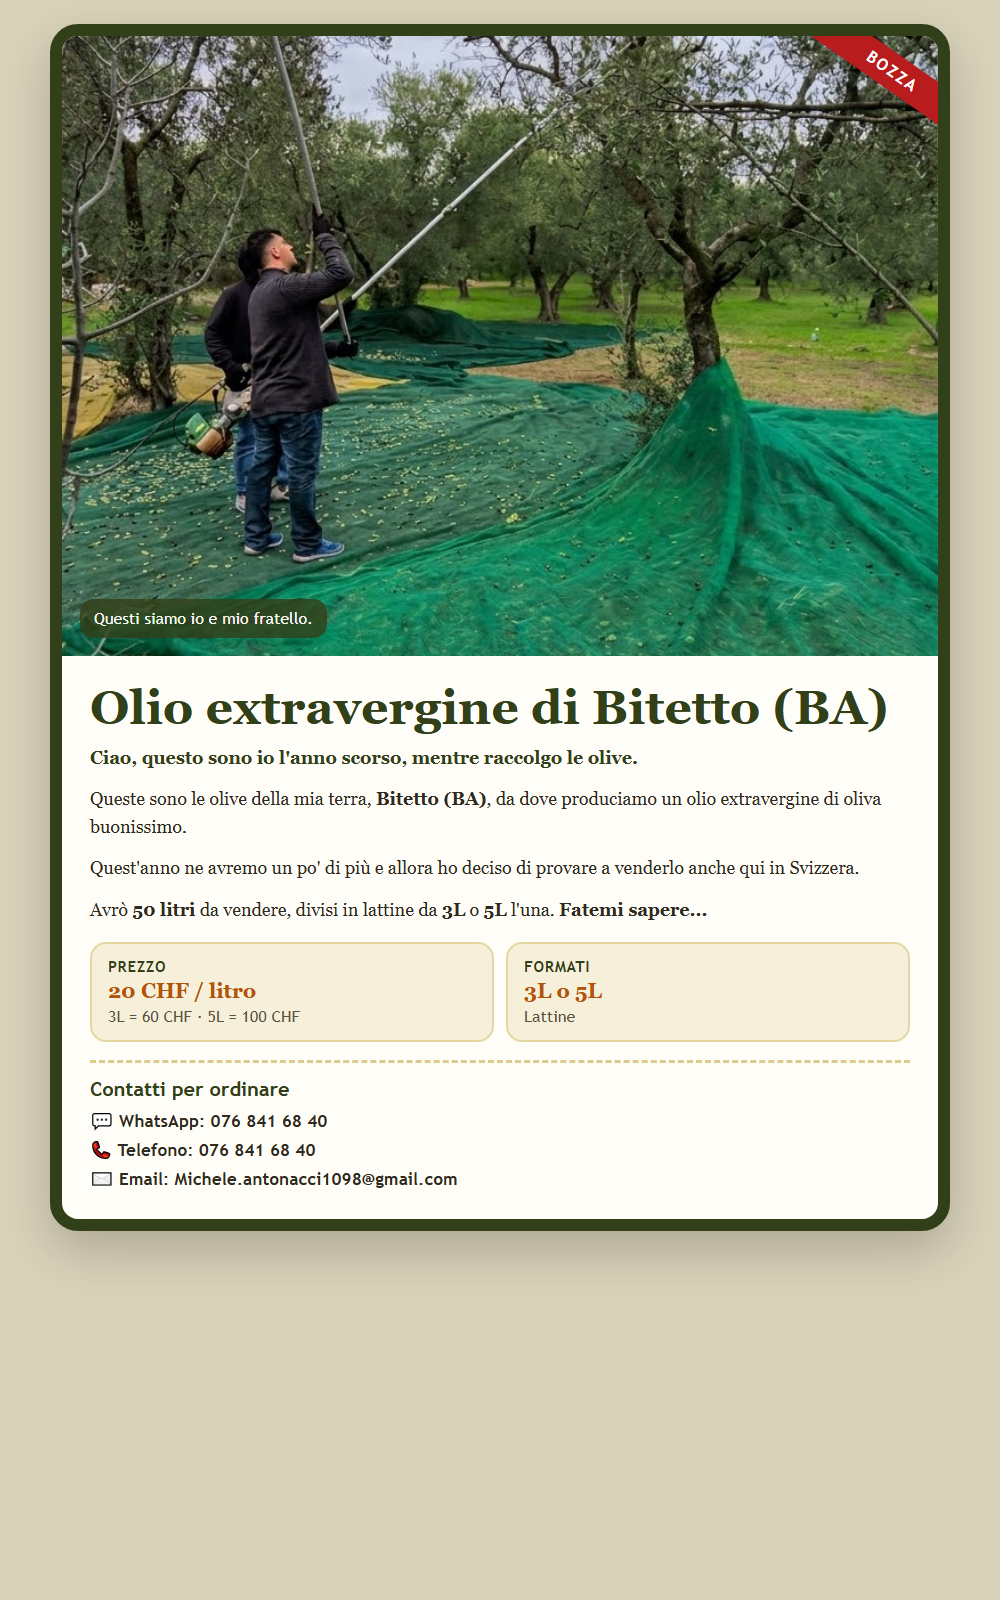 BOZZA
Questi siamo io e mio fratello.
Olio extravergine di Bitetto (BA)
Ciao, questo sono io l'anno scorso, mentre raccolgo le olive.
Queste sono le olive della mia terra, Bitetto (BA), da dove produciamo un olio extravergine di oliva
buonissimo.
Quest'anno ne avremo un po' di più e allora ho deciso di provare a venderlo anche qui in Svizzera.
Avrò 50 litri da vendere, divisi in lattine da 3L o 5L l'una. Fatemi sapere...
PREZZO
20 CHF / litro
3L = 60 CHF · 5L = 100 CHF
FORMATI
3L o 5L
Lattine
Contatti per ordinare
WhatsApp: 076 841 68 40
Telefono: 076 841 68 40
Email: Michele.antonacci1098@gmail.com